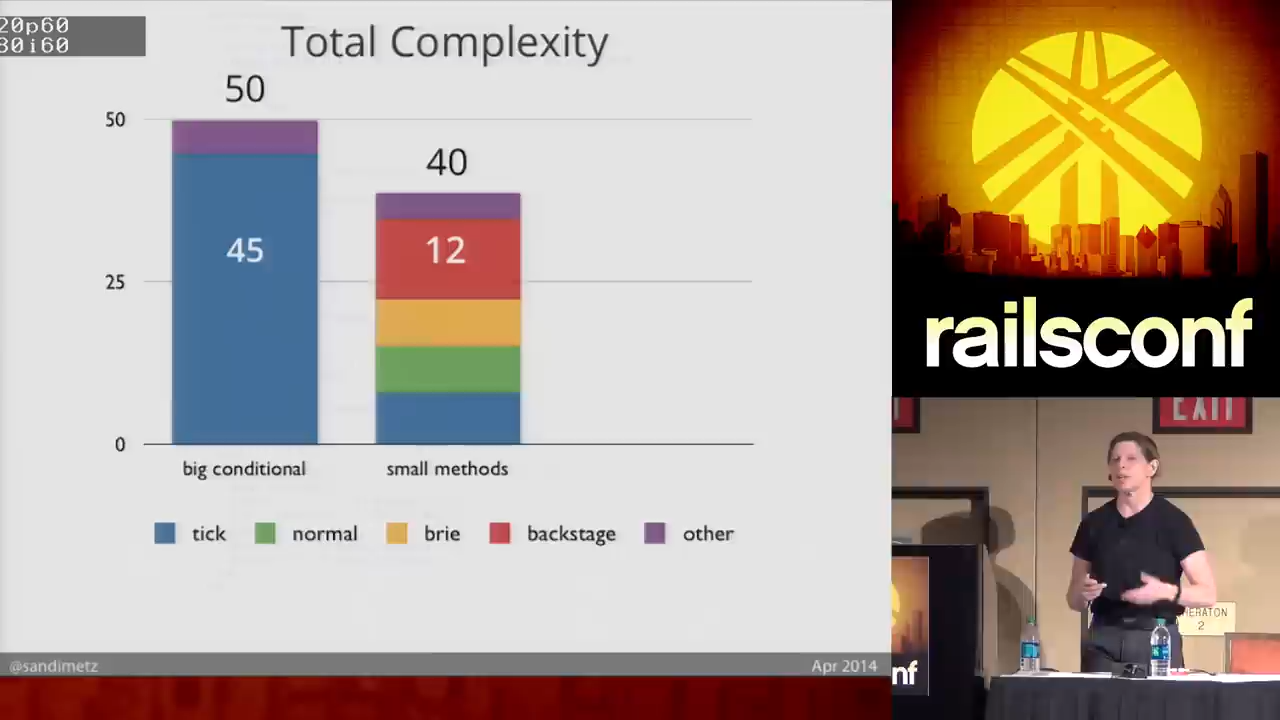 20p60
30i60
Total Complexity
50
50
40
45
12
25
0
big conditional
small methods
tick
normal
brie
backstage
other
@sandimetz
Apr 2014
railsconf
EXIT
2
nf